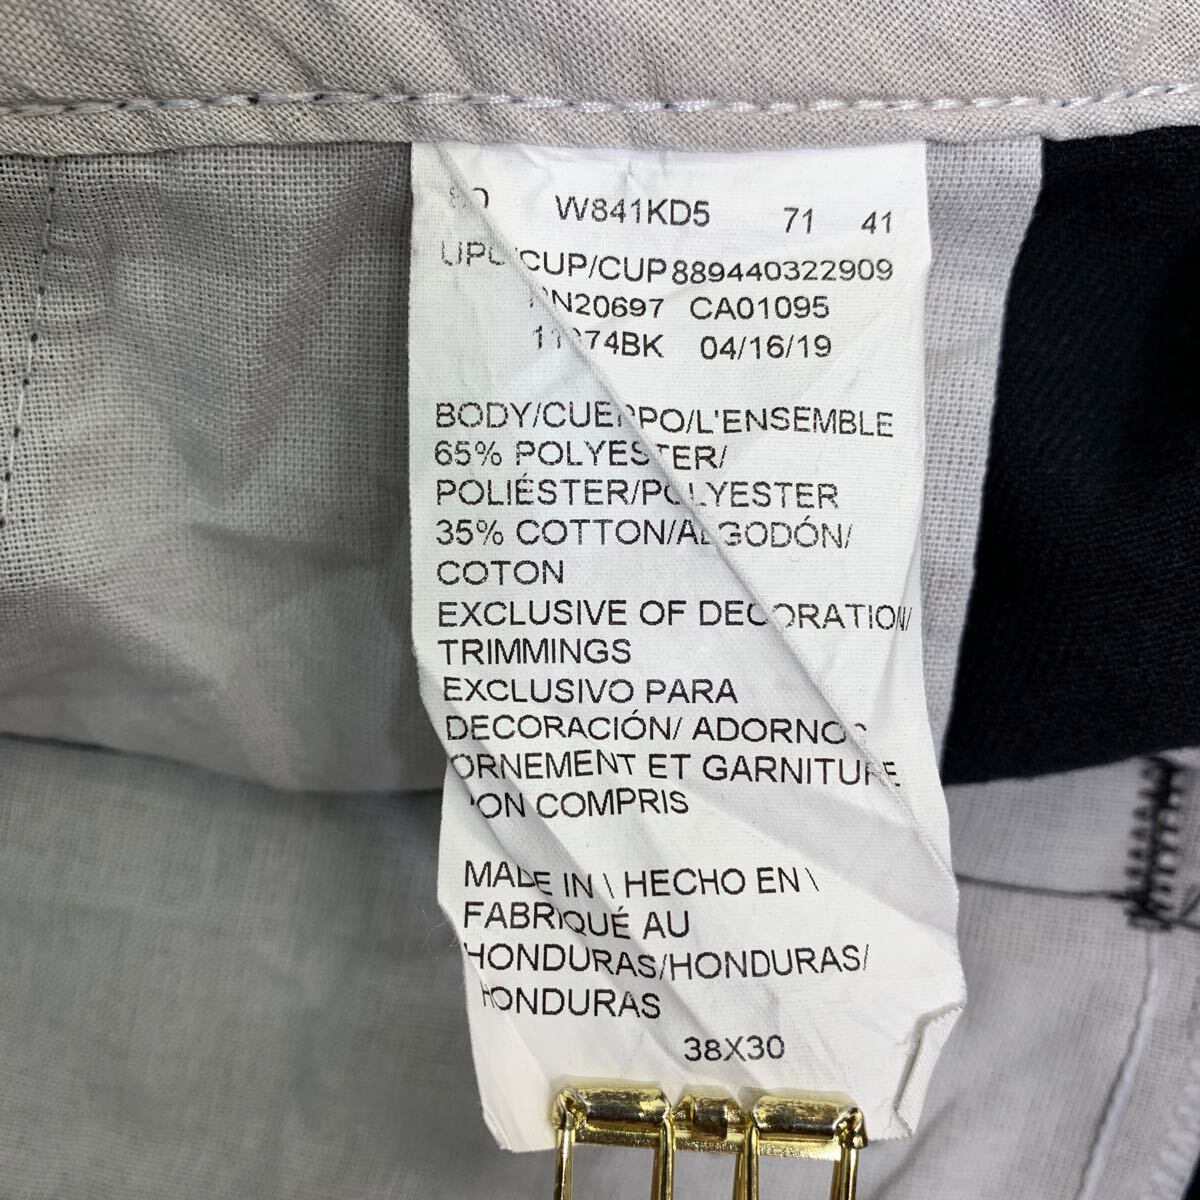 W841KD5 71 41
UPC/CUP/CUP 889440322909
RN20697 CA01095
04/16/19
BODY/CUERPO/L'ENSEMBLE
65% POLYESTER/
POLIÉSTER/POLYESTER
35% COTTON/ALGODÓN/
COTON
EXCLUSIVE OF DECORATION/
TRIMMINGS
EXCLUSIVO PARA
DECORACIÓN/ ADORNOS
ORNEMENT ET GARNITURE
NON COMPRIS
MADE IN \ HECHO EN \
FABRIQUÉ AU
HONDURAS/HONDURAS/
HONDURAS
38X30